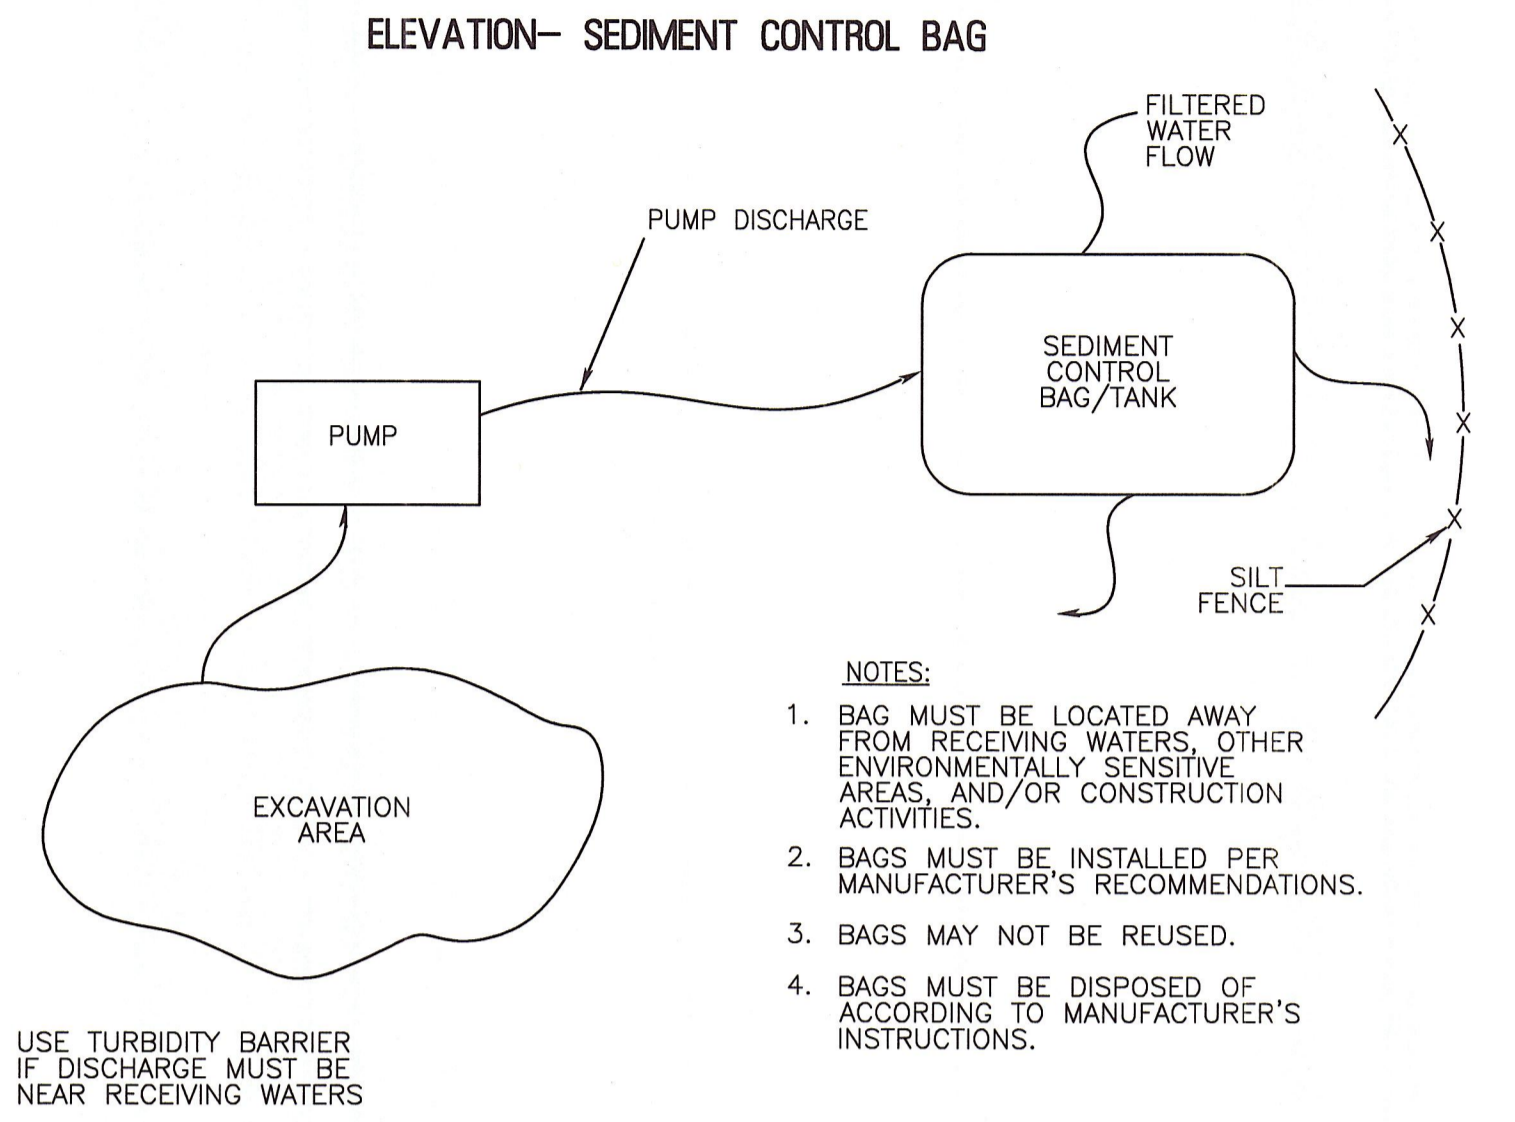 ELEVATION– SEDIMENT CONTROL BAG
FILTERED
WATER
FLOW
PUMP DISCHARGE
SEDIMENT
CONTROL
BAG/TANK
PUMP
SILT
FENCE
EXCAVATION
AREA
NOTES:
1. BAG MUST BE LOCATED AWAY
FROM RECEIVING WATERS, OTHER
ENVIRONMENTALLY SENSITIVE
AREAS, AND/OR CONSTRUCTION
ACTIVITIES.
2. BAGS MUST BE INSTALLED PER
MANUFACTURER'S RECOMMENDATIONS.
3. BAGS MAY NOT BE REUSED.
4. BAGS MUST BE DISPOSED OF
ACCORDING TO MANUFACTURER'S
INSTRUCTIONS.
USE TURBIDITY BARRIER
IF DISCHARGE MUST BE
NEAR RECEIVING WATERS
X
X
X
X
X
X